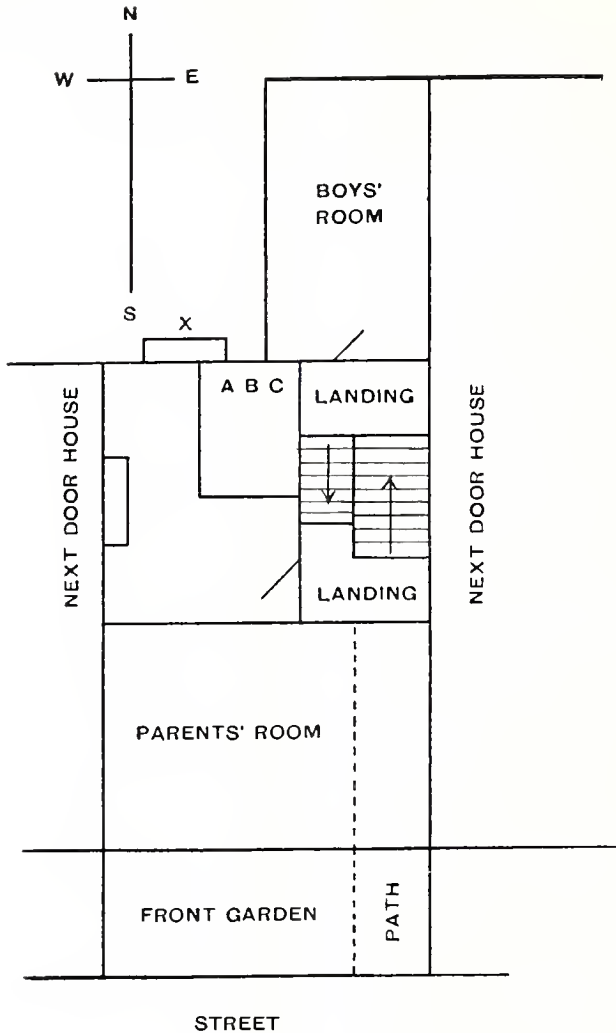 N
W E
S
BOYS'
ROOM
X
A B C
LANDING
NEXT DOOR HOUSE
NEXT DOOR HOUSE
LANDING
PARENTS' ROOM
FRONT GARDEN
PATH
STREET